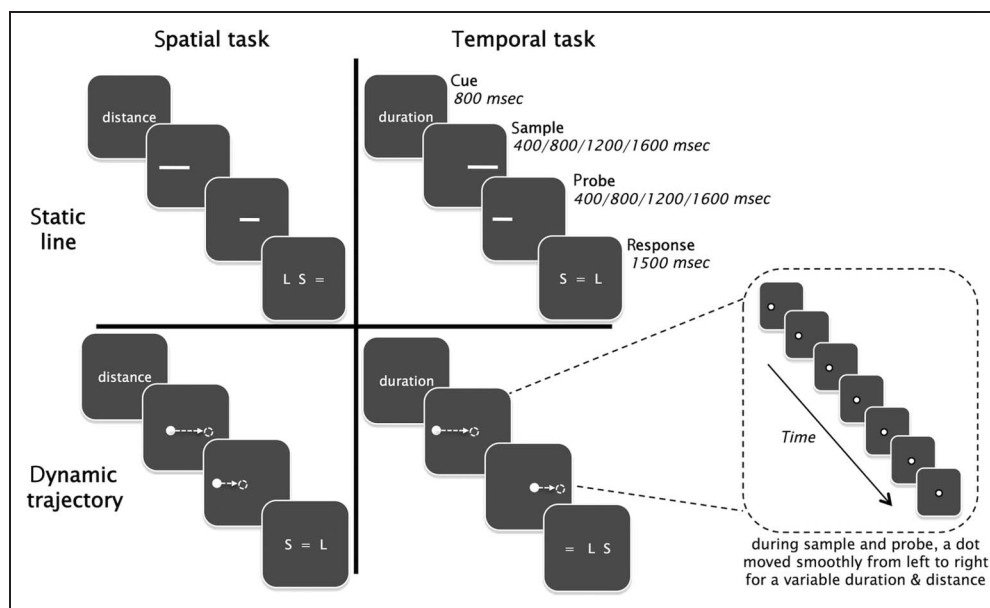 Spatial task
Temporal task
Static
line
distance
L S =
duration
Cue
800 msec
Sample
400/800/1200/1600 msec
Probe
400/800/1200/1600 msec
Response
1500 msec
S = L
Dynamic
trajectory
distance
S = L
duration
= L S
Time
during sample and probe, a dot
moved smoothly from left to right
for a variable duration & distance